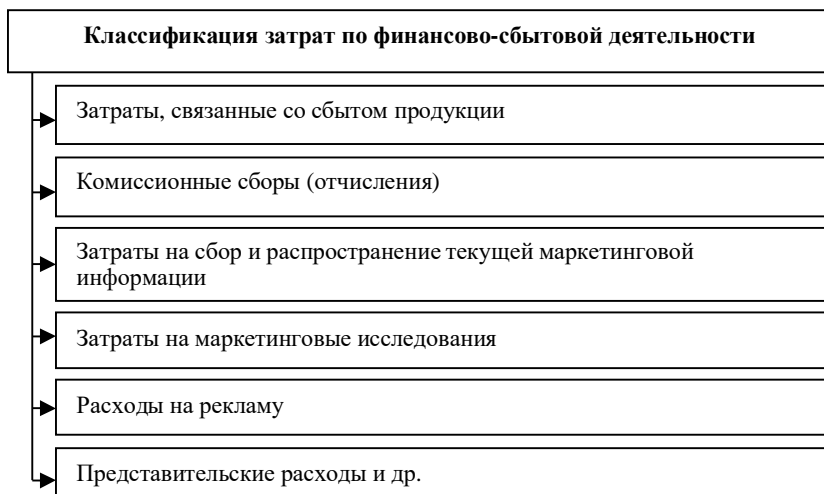 Классификация затрат по финансово-сбытовой деятельности
Затраты, связанные со сбытом продукции
Комиссионные сборы (отчисления)
Затраты на сбор и распространение текущей маркетинговой
информации
Затраты на маркетинговые исследования
Расходы на рекламу
Представительские расходы и др.